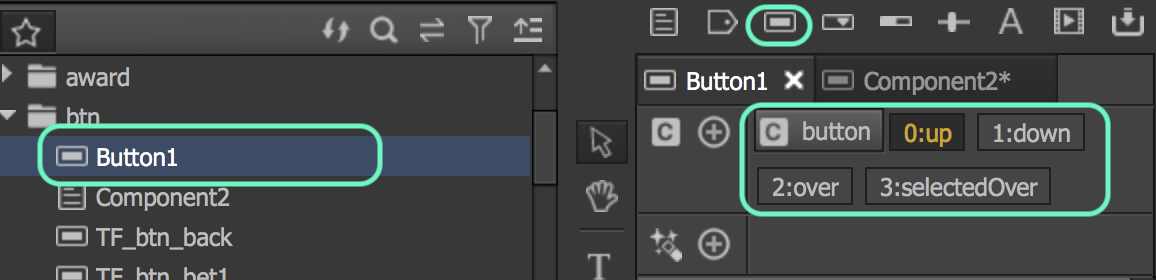 award
btn
Button1
Component2
TF_btn_back
TF_btn_bet1
A
Button1 Component2*
C C button 0:up 1:down
2:over 3:selectedOver
T